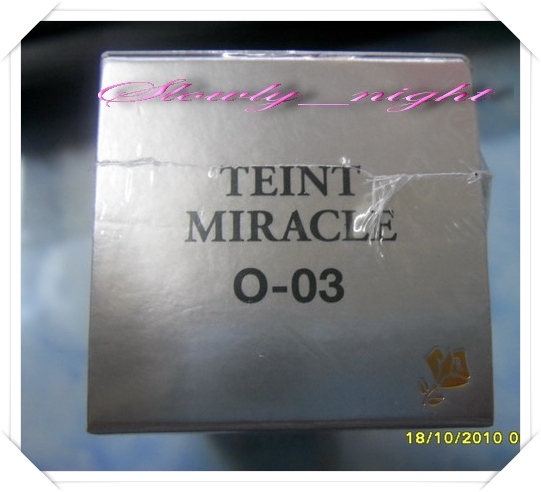 Slowly_night
TEINT
MIRACLE
O-03
18/10/2010 0